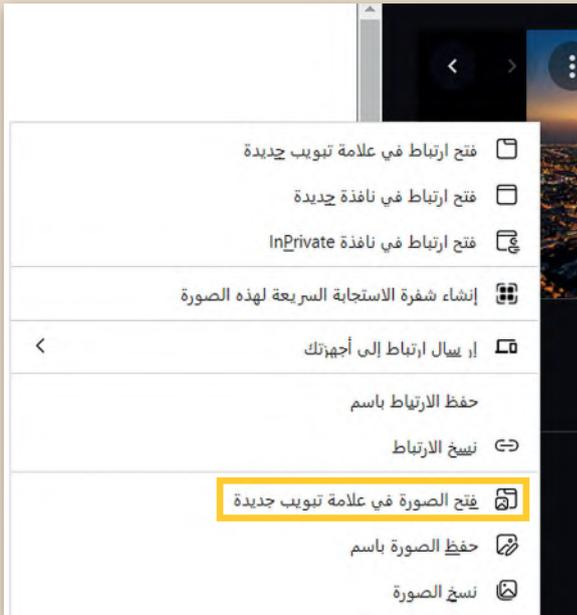 فتح ارتباط في علامة تبويب جديدة
فتح ارتباط في نافذة جديدة
فتح ارتباط في نافذة InPrivate
إنشاء شفرة الاستجابة السريعة لهذه الصورة
إرسال ارتباط إلى أجهزتك
حفظ الارتباط باسم
نسخ الارتباط
فتح الصورة في علامة تبويب جديدة
حفظ الصورة باسم
نسخ الصورة